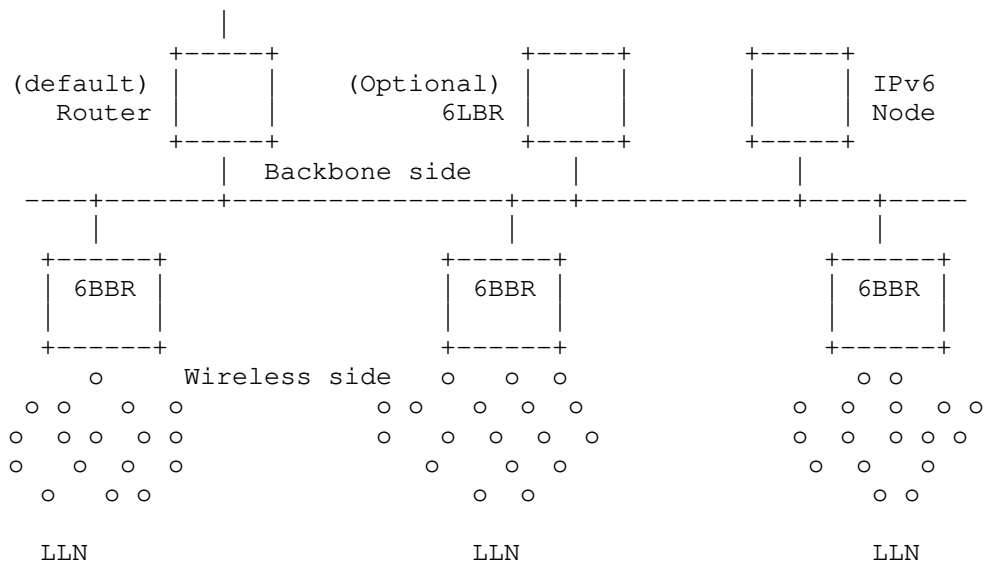 (default) (Optional) IPv6
Router 6LBR Node
Backbone side
6BBR 6BBR 6BBR
Wireless side
LLN LLN LLN